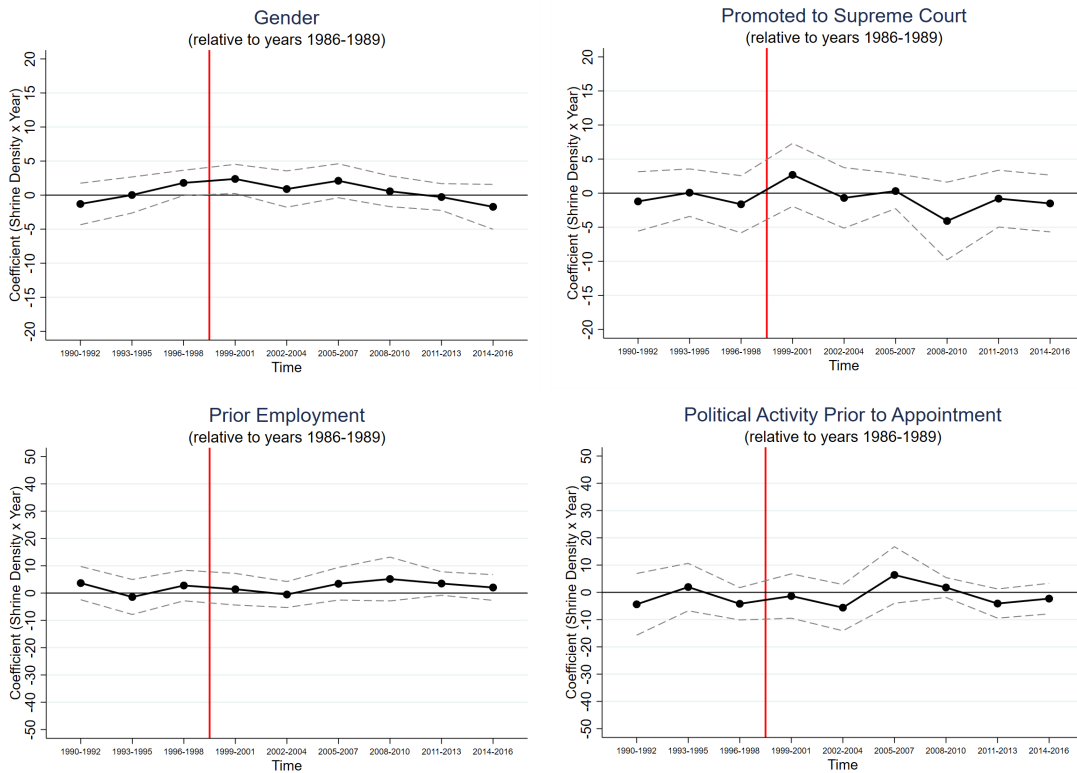 Gender
(relative to years 1986-1989)
Coefficient (Shrine Density x Year)
20
15
10
5
0
-5
-10
-15
-20
1990-1992 1993-1995 1996-1998 1999-2001 2002-2004 2005-2007 2008-2010 2011-2013 2014-2016
Time
Promoted to Supreme Court
(relative to years 1986-1989)
Coefficient (Shrine Density x Year)
20
15
10
5
0
-5
-10
-15
-20
1990-1992 1993-1995 1996-1998 1999-2001 2002-2004 2005-2007 2008-2010 2011-2013 2014-2016
Time
Prior Employment
(relative to years 1986-1989)
Coefficient (Shrine Density x Year)
50
40
30
20
10
0
-10
-20
-30
-40
-50
1990-1992 1993-1995 1996-1998 1999-2001 2002-2004 2005-2007 2008-2010 2011-2013 2014-2016
Time
Political Activity Prior to Appointment
(relative to years 1986-1989)
Coefficient (Shrine Density x Year)
50
40
30
20
10
0
-10
-20
-30
-40
-50
1990-1992 1993-1995 1996-1998 1999-2001 2002-2004 2005-2007 2008-2010 2011-2013 2014-2016
Time